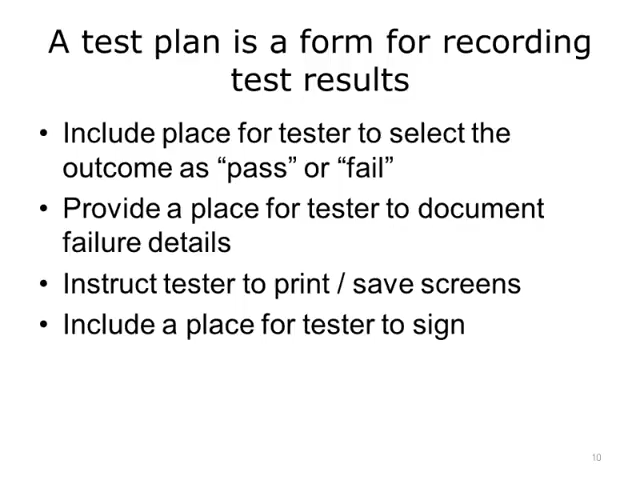 A test plan is a form for recording
test results
• Include place for tester to select the
outcome as “pass” or “fail”
• Provide a place for tester to document
failure details
• Instruct tester to print / save screens
• Include a place for tester to sign
10